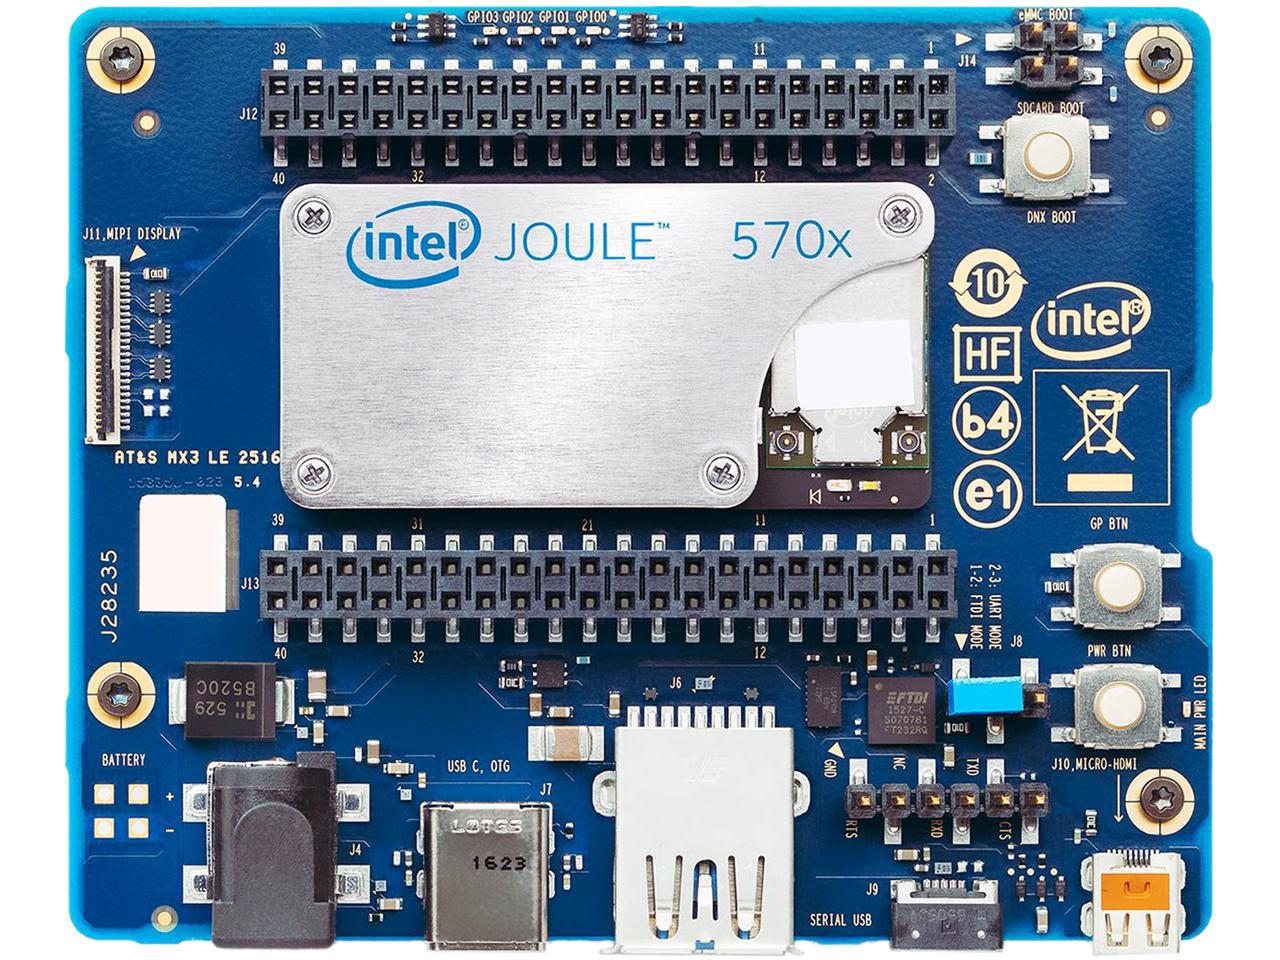 GPIO3 GPIO2 GPIO1 GPIO0
eMMC BOOT
39
11
1
J14
SDCARD BOOT
J12
40
32
12
2
DNX BOOT
J11,MIPI DISPLAY
intel® JOULE™ 570x
10
intel®
HF
b4
e1
intel
AT&S MX3 LE 2516
5.4
GP BTN
39
31
21
11
1
J13
J28235
2-3: UART MODE
1-2: FTDI MODE
J8
40
32
12
PWR BTN
MAIN PWR LED
529
B520C
J6
FTDI
1527-C
S070781
FT232RQ
BATTERY
+
-
USB C, OTG
J7
GND
NC
TXD
J10,MICRO-HDMI
RTS
RXD
CTS
LOTES
1623
J4
J9
SERIAL USB